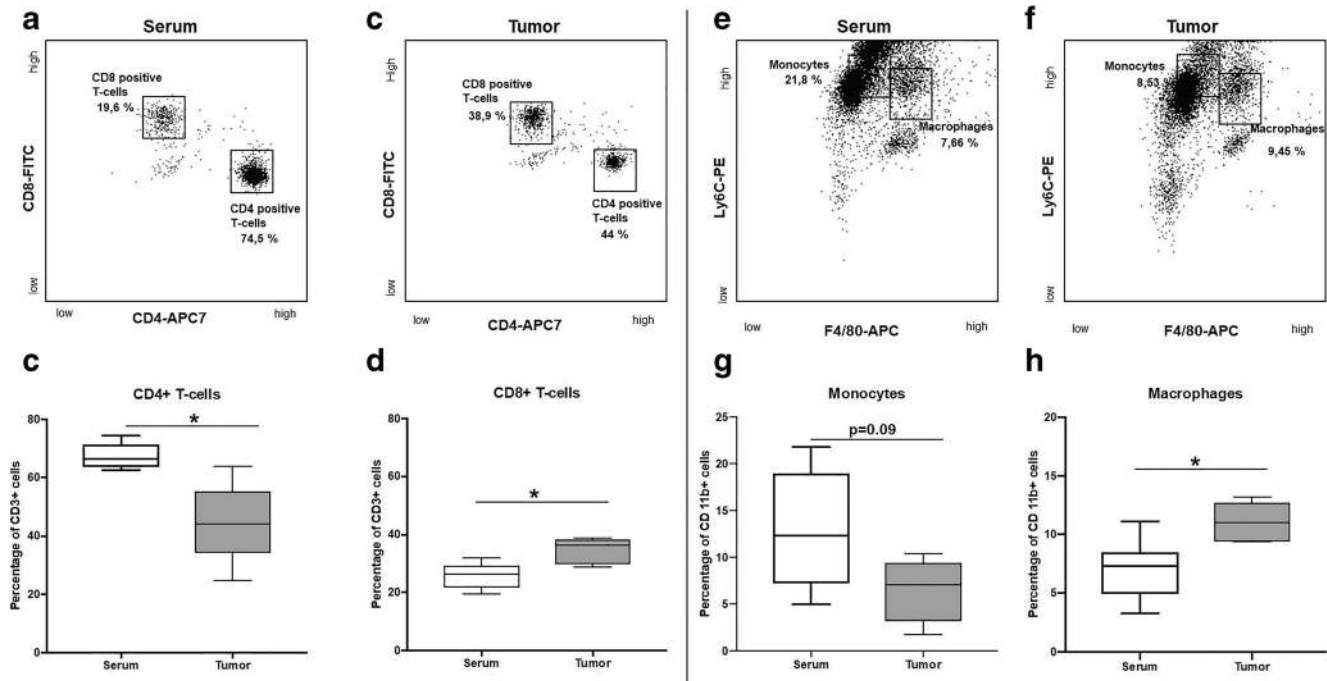 a
Serum
high
CD8 positive
T-cells
19,6 %
CD4 positive
T-cells
74,5 %
CD8-FITC
low
low
high
CD4-APC7
c
Tumor
High
CD8 positive
T-cells
38,9 %
CD4 positive
T-cells
44 %
CD8-FITC
low
low
high
CD4-APC7
e
Serum
high
Monocytes
21,8 %
Macrophages
7,66 %
Ly6C-PE
low
low
high
F4/80-APC
f
Tumor
high
Monocytes
8,53
Macrophages
9,45 %
Ly6C-PE
low
low
high
F4/80-APC
c
CD4+ T-cells
Percentage of CD3+ cells
80
60
40
20
0
*
Serum
Tumor
d
CD8+ T-cells
Percentage of CD3+ cells
80
60
40
20
0
*
Serum
Tumor
g
Monocytes
Percentage of CD 11b+ cells
25
20
15
10
5
0
p=0.09
Serum
Tumor
h
Macrophages
Percentage of CD 11b+ cells
20
15
10
5
0
*
Serum
Tumor